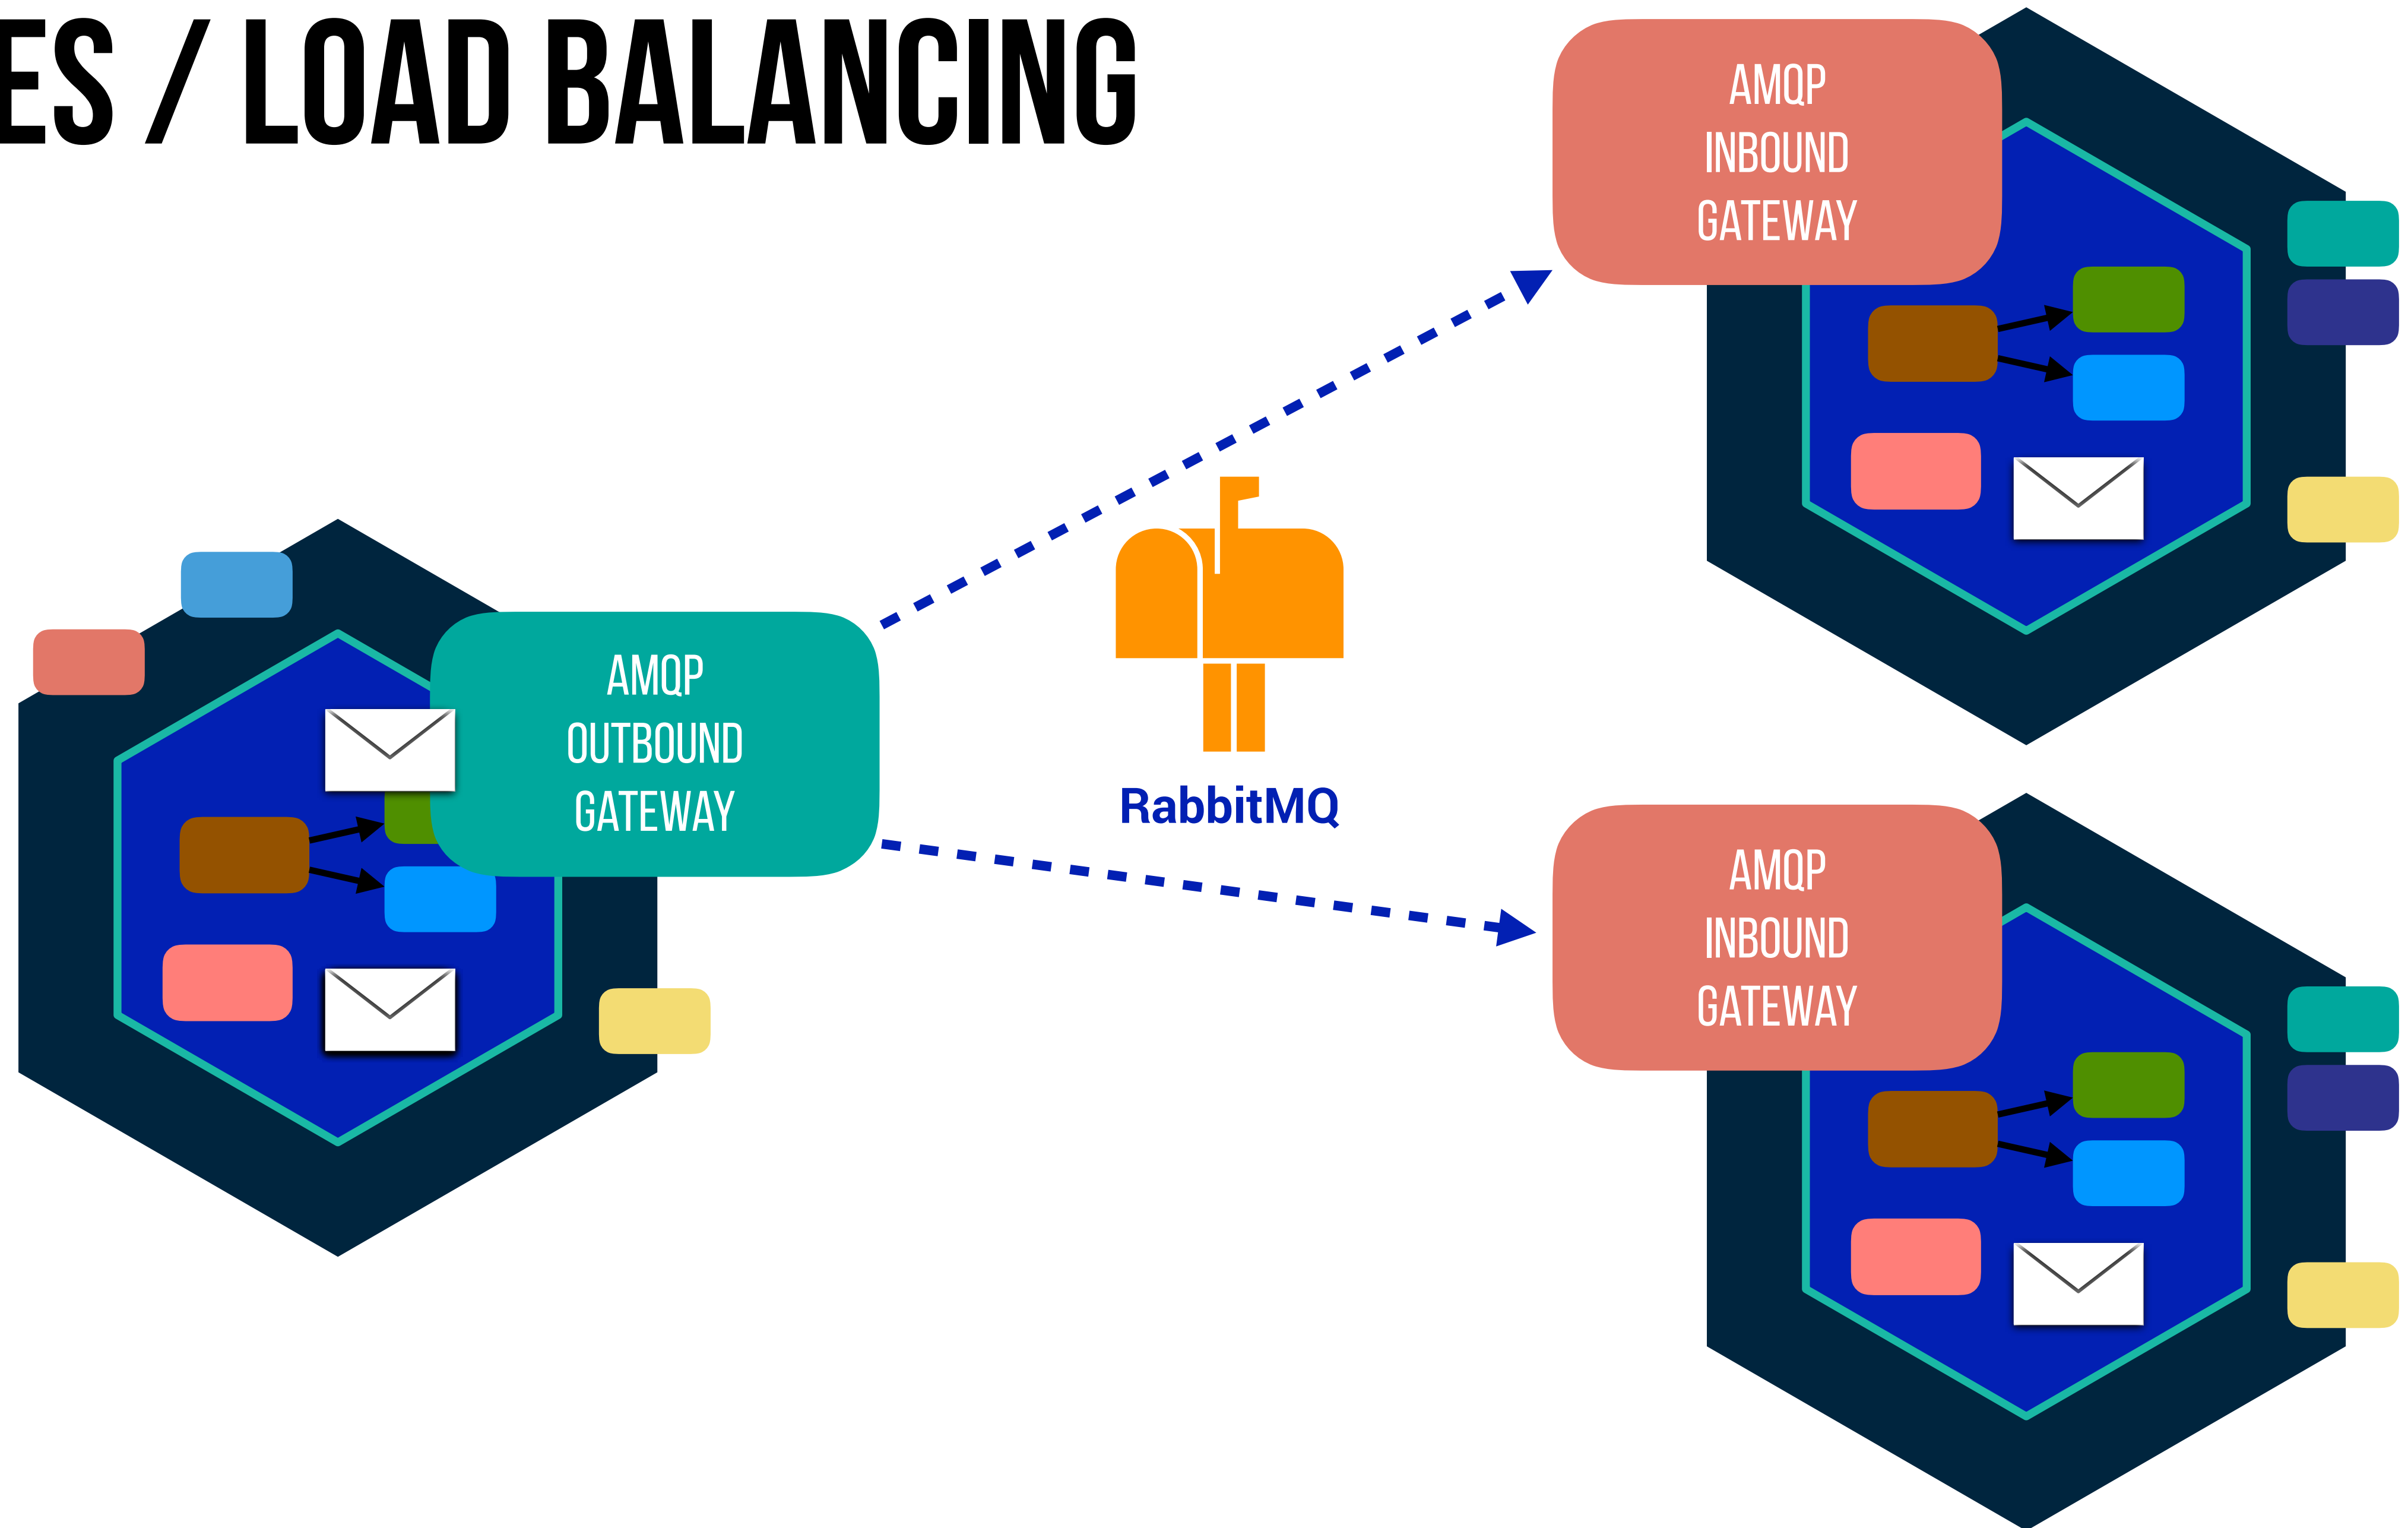 ES / LOAD BALANCING
AMQP
INBOUND
GATEWAY
AMQP
OUTBOUND
GATEWAY
RabbitMQ
AMQP
INBOUND
GATEWAY